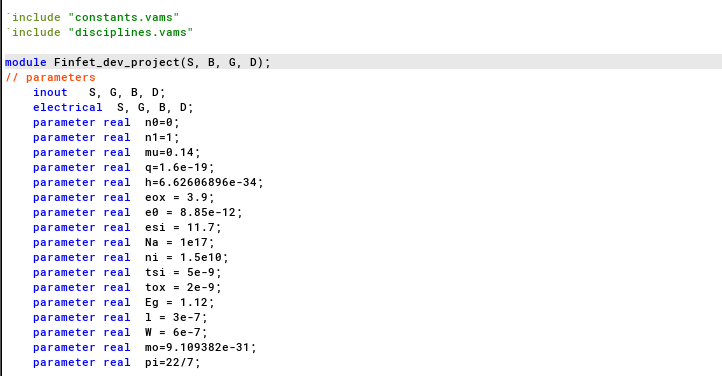 `include "constants.vams"
`include "disciplines.vams"
module Finfet_dev_project(S, B, G, D);
// parameters
inout S, G, B, D;
electrical S, G, B, D;
parameter real n0=0;
parameter real n1=1;
parameter real mu=0.14;
parameter real q=1.6e-19;
parameter real h=6.62606896e-34;
parameter real eox = 3.9;
parameter real e0 = 8.85e-12;
parameter real esi = 11.7;
parameter real Na = 1e17;
parameter real ni = 1.5e10;
parameter real tsi = 5e-9;
parameter real tox = 2e-9;
parameter real Eg = 1.12;
parameter real l = 3e-7;
parameter real W = 6e-7;
parameter real mo=9.109382e-31;
parameter real pi=22/7;